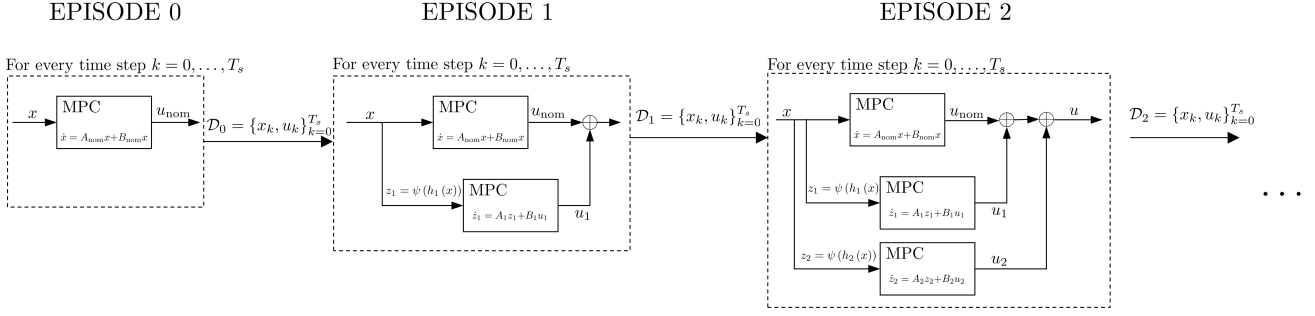 EPISODE 0
For every time step k = 0, . . . , T_s
x
MPC
ẋ = A_nom x + B_nom x
u_nom
𝒟_0 = {x_k, u_k}_{k=0}^{T_s}
EPISODE 1
For every time step k = 0, . . . , T_s
x
MPC
ẋ = A_nom x + B_nom x
u_nom
z_1 = ψ (h_1 (x))
MPC
ż_1 = A_1 z_1 + B_1 u_1
u_1
𝒟_1 = {x_k, u_k}_{k=0}^{T_s}
EPISODE 2
For every time step k = 0, . . . , T_s
x
MPC
ẋ = A_nom x + B_nom x
u_nom
u
z_1 = ψ (h_1 (x)
MPC
ż_1 = A_1 z_1 + B_1 u_1
u_1
z_2 = ψ (h_2 (x))
MPC
ż_2 = A_2 z_2 + B_2 u_2
u_2
𝒟_2 = {x_k, u_k}_{k=0}^{T_s}
. . .